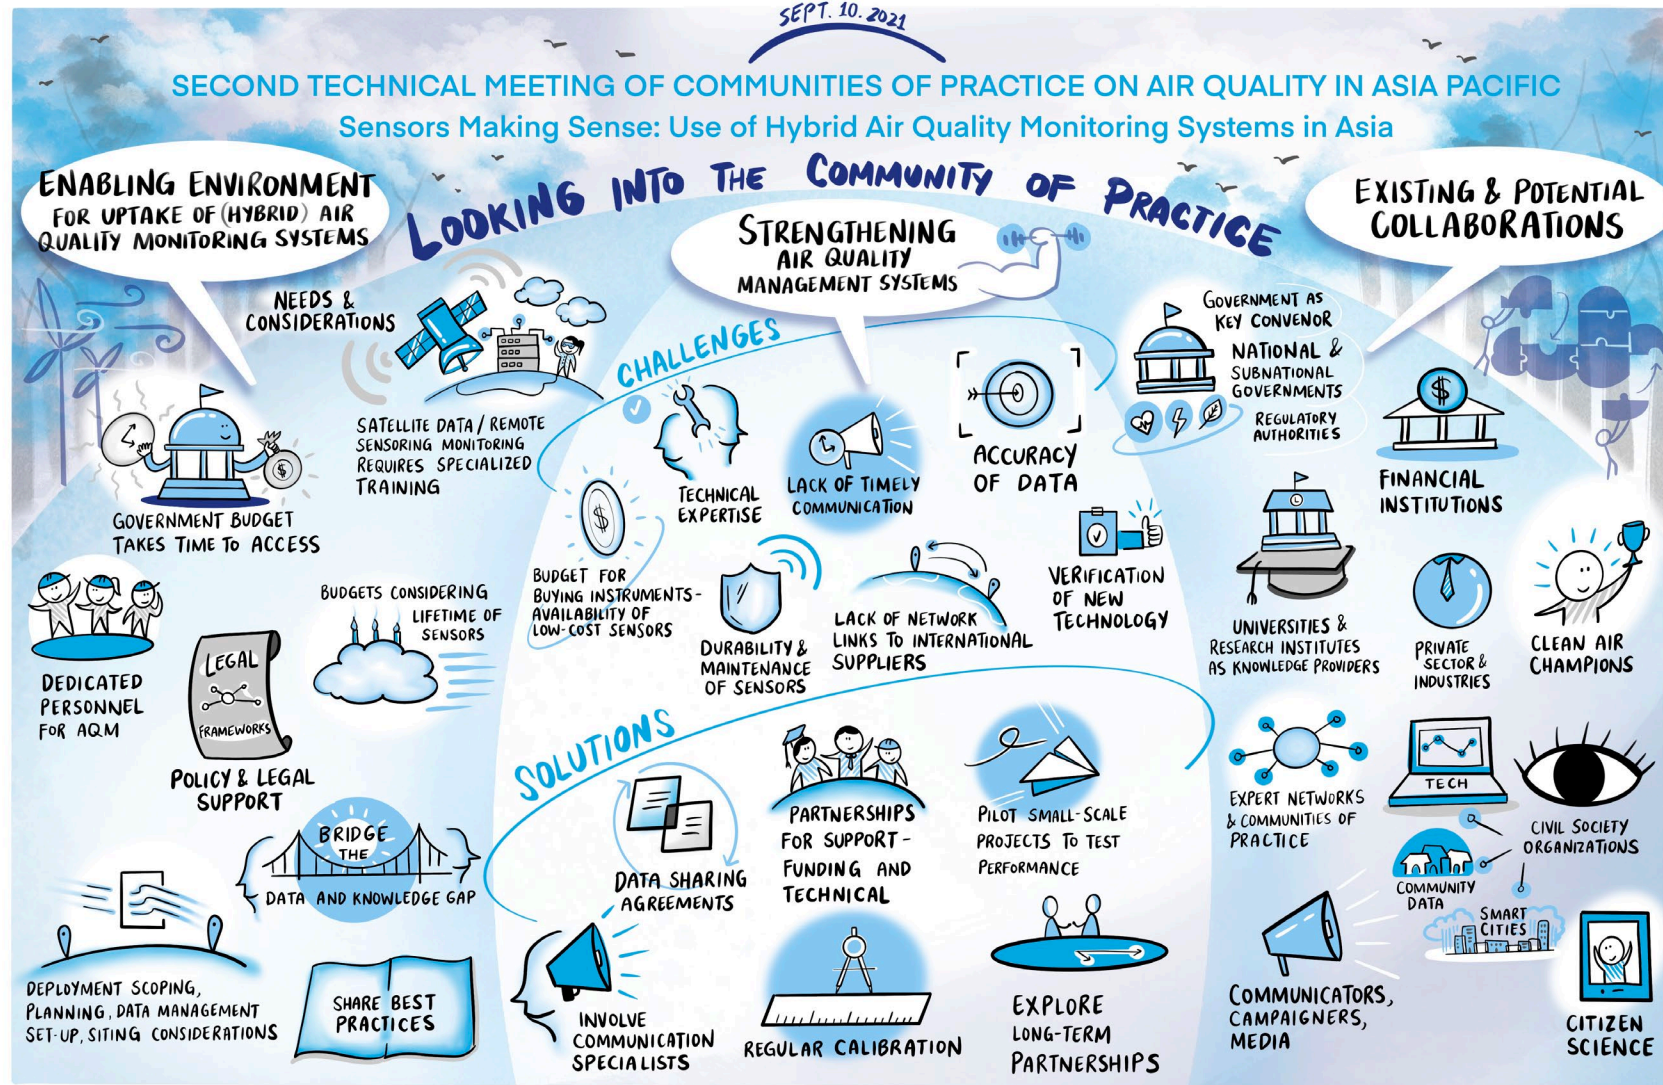 SEPT. 10. 2021
SECOND TECHNICAL MEETING OF COMMUNITIES OF PRACTICE ON AIR QUALITY IN ASIA PACIFIC
Sensors Making Sense: Use of Hybrid Air Quality Monitoring Systems in Asia
LOOKING INTO THE COMMUNITY OF PRACTICE
ENABLING ENVIRONMENT
FOR UPTAKE OF (HYBRID) AIR
QUALITY MONITORING SYSTEMS
NEEDS &
CONSIDERATIONS
SATELLITE DATA / REMOTE
SENSORING MONITORING
REQUIRES SPECIALIZED
TRAINING
$
GOVERNMENT BUDGET
TAKES TIME TO ACCESS
DEDICATED
PERSONNEL
FOR AQM
LEGAL
FRAMEWORKS
POLICY & LEGAL
SUPPORT
BUDGETS CONSIDERING
LIFETIME OF
SENSORS
BRIDGE
THE
DATA AND KNOWLEDGE GAP
DEPLOYMENT SCOPING,
PLANNING, DATA MANAGEMENT
SET-UP, SITING CONSIDERATIONS
SHARE BEST
PRACTICES
STRENGTHENING
AIR QUALITY
MANAGEMENT SYSTEMS
CHALLENGES
TECHNICAL
EXPERTISE
LACK OF TIMELY
COMMUNICATION
ACCURACY
OF DATA
$
BUDGET FOR
BUYING INSTRUMENTS-
AVAILABILITY OF
LOW-COST SENSORS
DURABILITY &
MAINTENANCE
OF SENSORS
LACK OF NETWORK
LINKS TO INTERNATIONAL
SUPPLIERS
VERIFICATION
OF NEW
TECHNOLOGY
SOLUTIONS
DATA SHARING
AGREEMENTS
PARTNERSHIPS
FOR SUPPORT-
FUNDING AND
TECHNICAL
PILOT SMALL-SCALE
PROJECTS TO TEST
PERFORMANCE
INVOLVE
COMMUNICATION
SPECIALISTS
REGULAR CALIBRATION
EXPLORE
LONG-TERM
PARTNERSHIPS
EXISTING & POTENTIAL
COLLABORATIONS
GOVERNMENT AS
KEY CONVENOR
NATIONAL &
SUBNATIONAL
GOVERNMENTS
REGULATORY
AUTHORITIES
$
FINANCIAL
INSTITUTIONS
UNIVERSITIES &
RESEARCH INSTITUTES
AS KNOWLEDGE PROVIDERS
PRIVATE
SECTOR &
INDUSTRIES
CLEAN AIR
CHAMPIONS
EXPERT NETWORKS
& COMMUNITIES OF
PRACTICE
TECH
CIVIL SOCIETY
ORGANIZATIONS
COMMUNITY
DATA
SMART
CITIES
COMMUNICATORS,
CAMPAIGNERS,
MEDIA
CITIZEN
SCIENCE